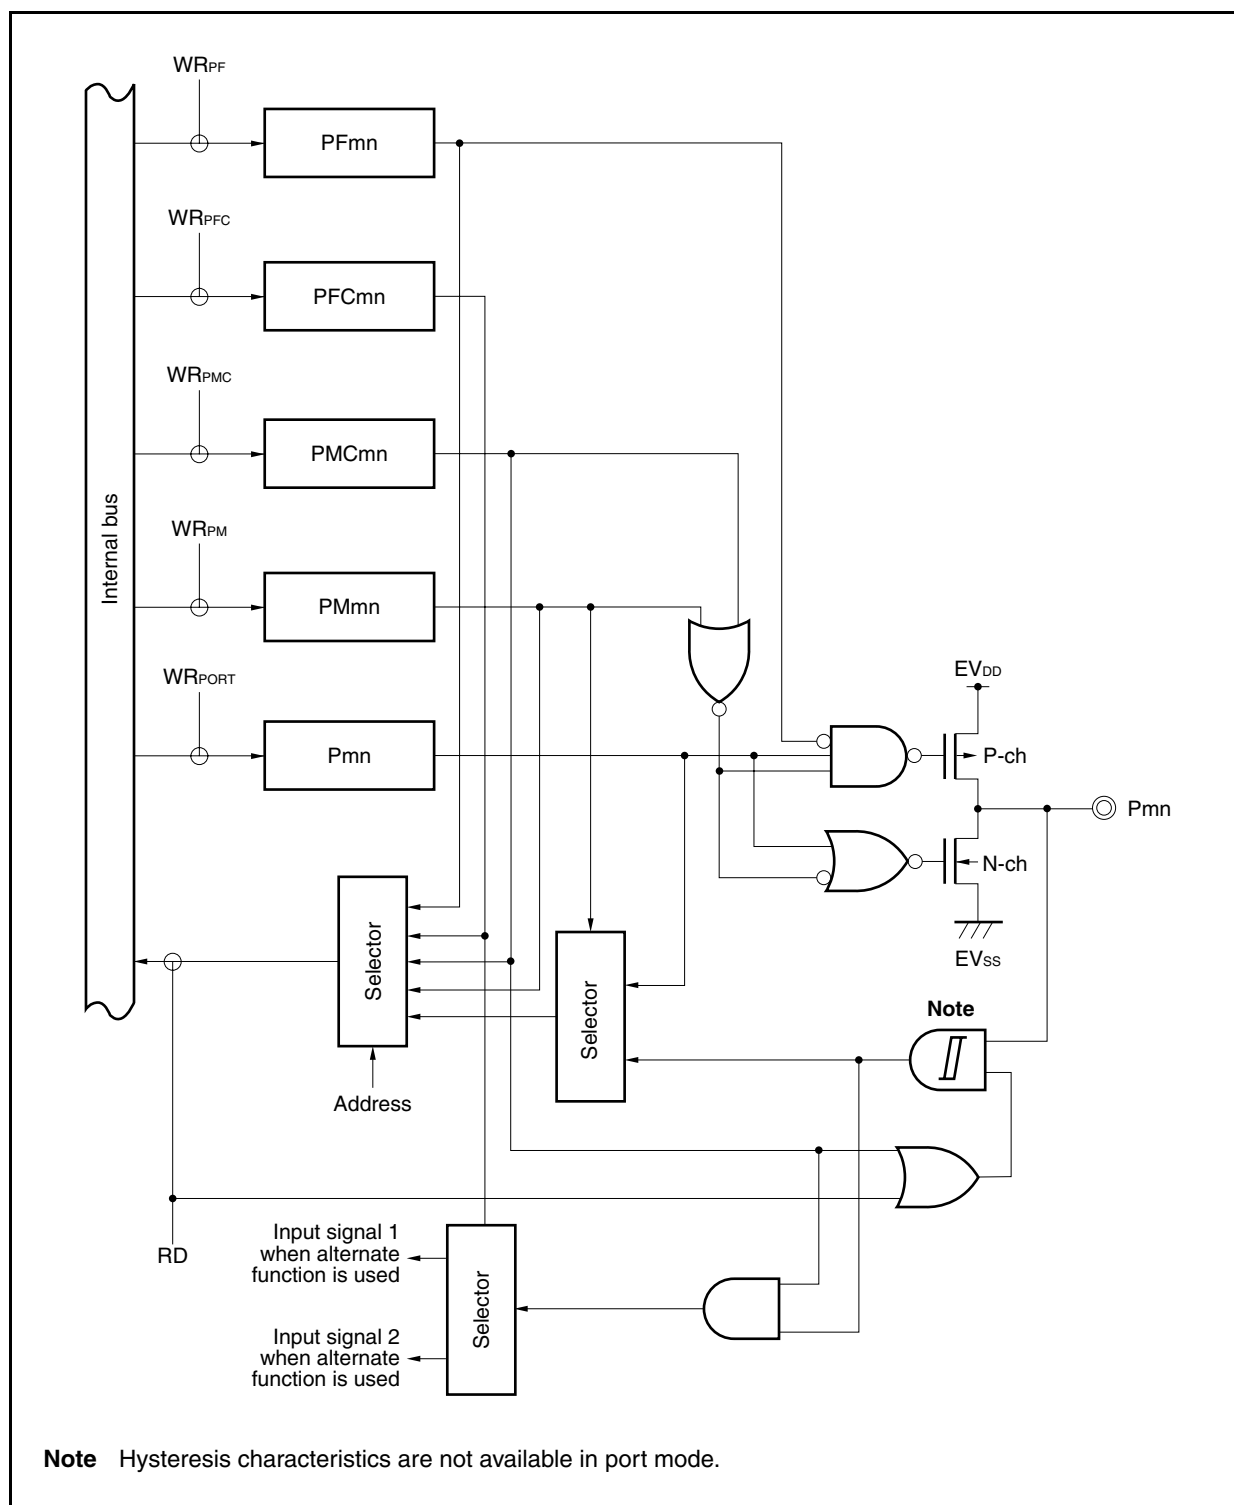 WRPF
PFmn
WRPFC
PFCmn
WRPMC
PMCmn
Internal bus
WRPM
PMmn
WRPORT
Pmn
EVDD
P-ch
Pmn
N-ch
EVSS
Selector
Selector
Note
Address
RD
Input signal 1
when alternate
function is used
Selector
Input signal 2
when alternate
function is used
Note Hysteresis characteristics are not available in port mode.